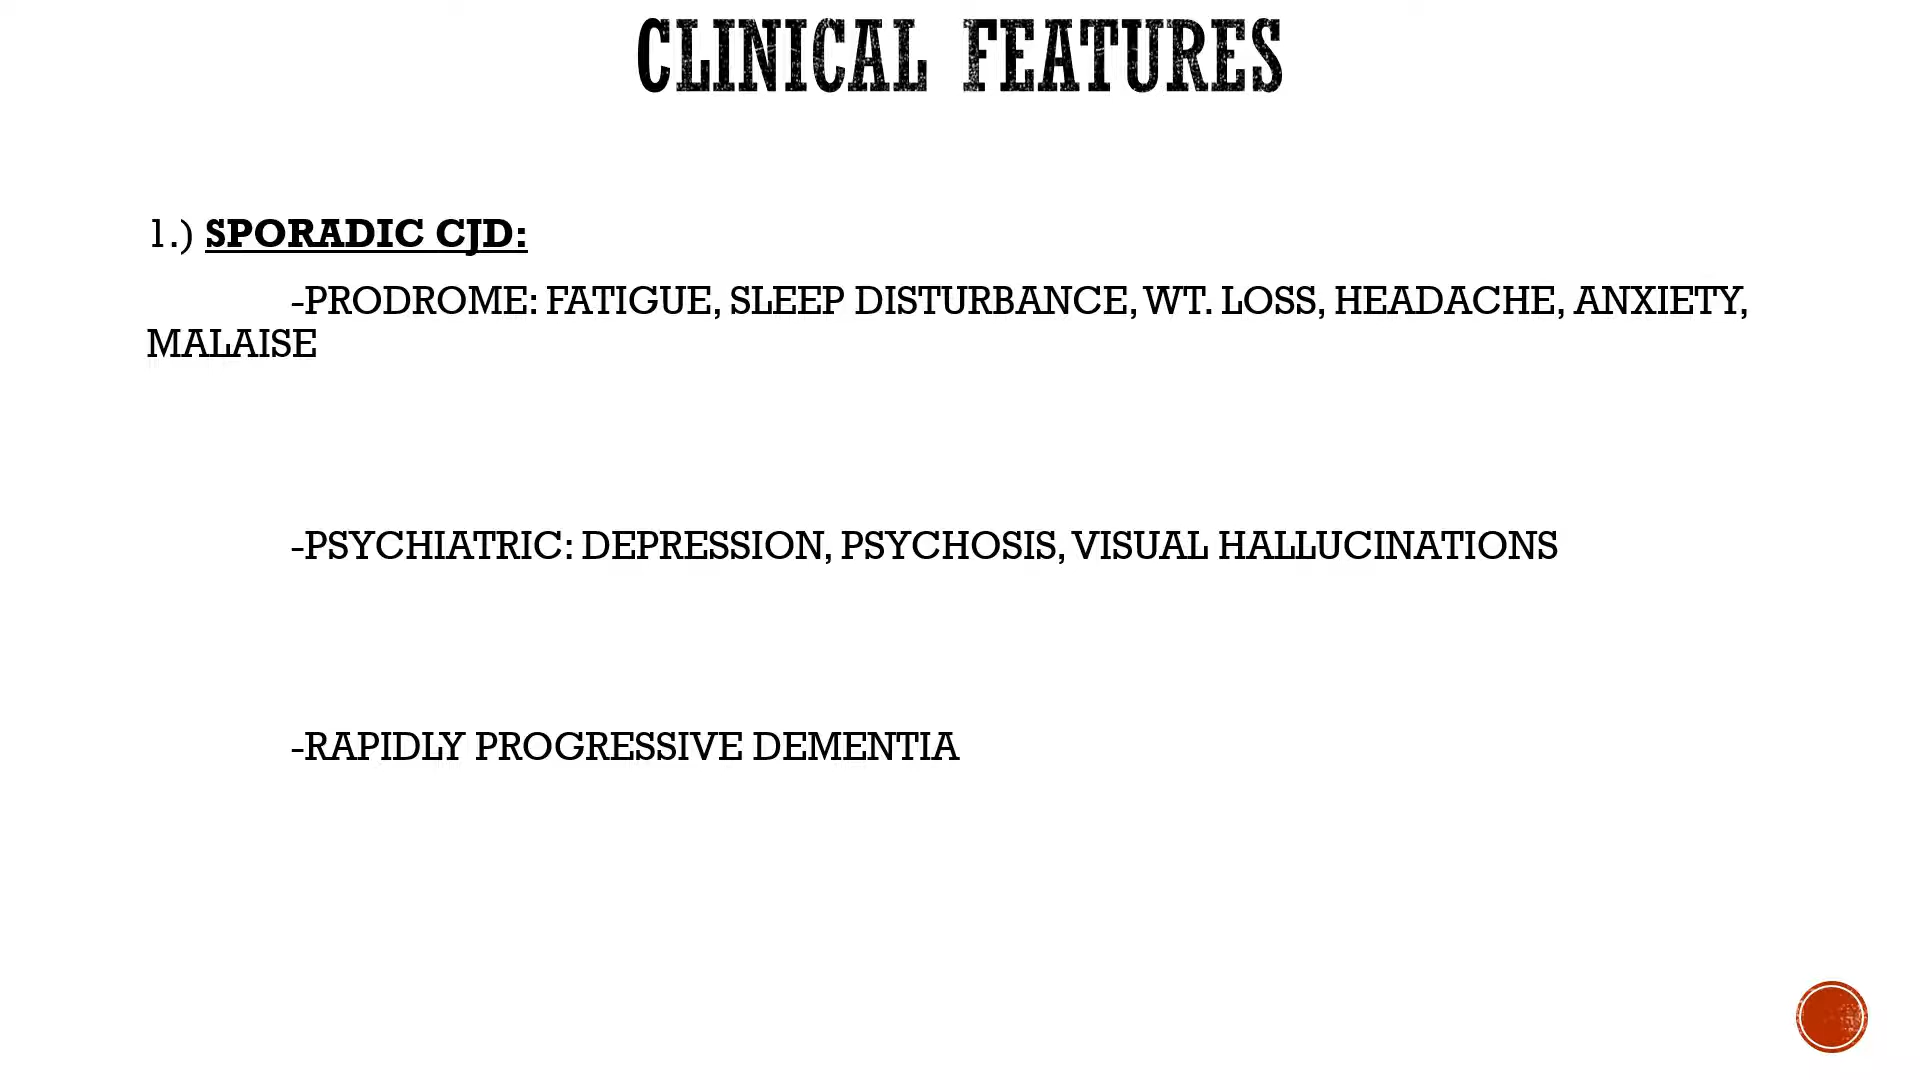 CLINICAL FEATURES
1.) SPORADIC CJD:
-PRODROME: FATIGUE, SLEEP DISTURBANCE, WT. LOSS, HEADACHE, ANXIETY,
MALAISE
-PSYCHIATRIC: DEPRESSION, PSYCHOSIS, VISUAL HALLUCINATIONS
-RAPIDLY PROGRESSIVE DEMENTIA